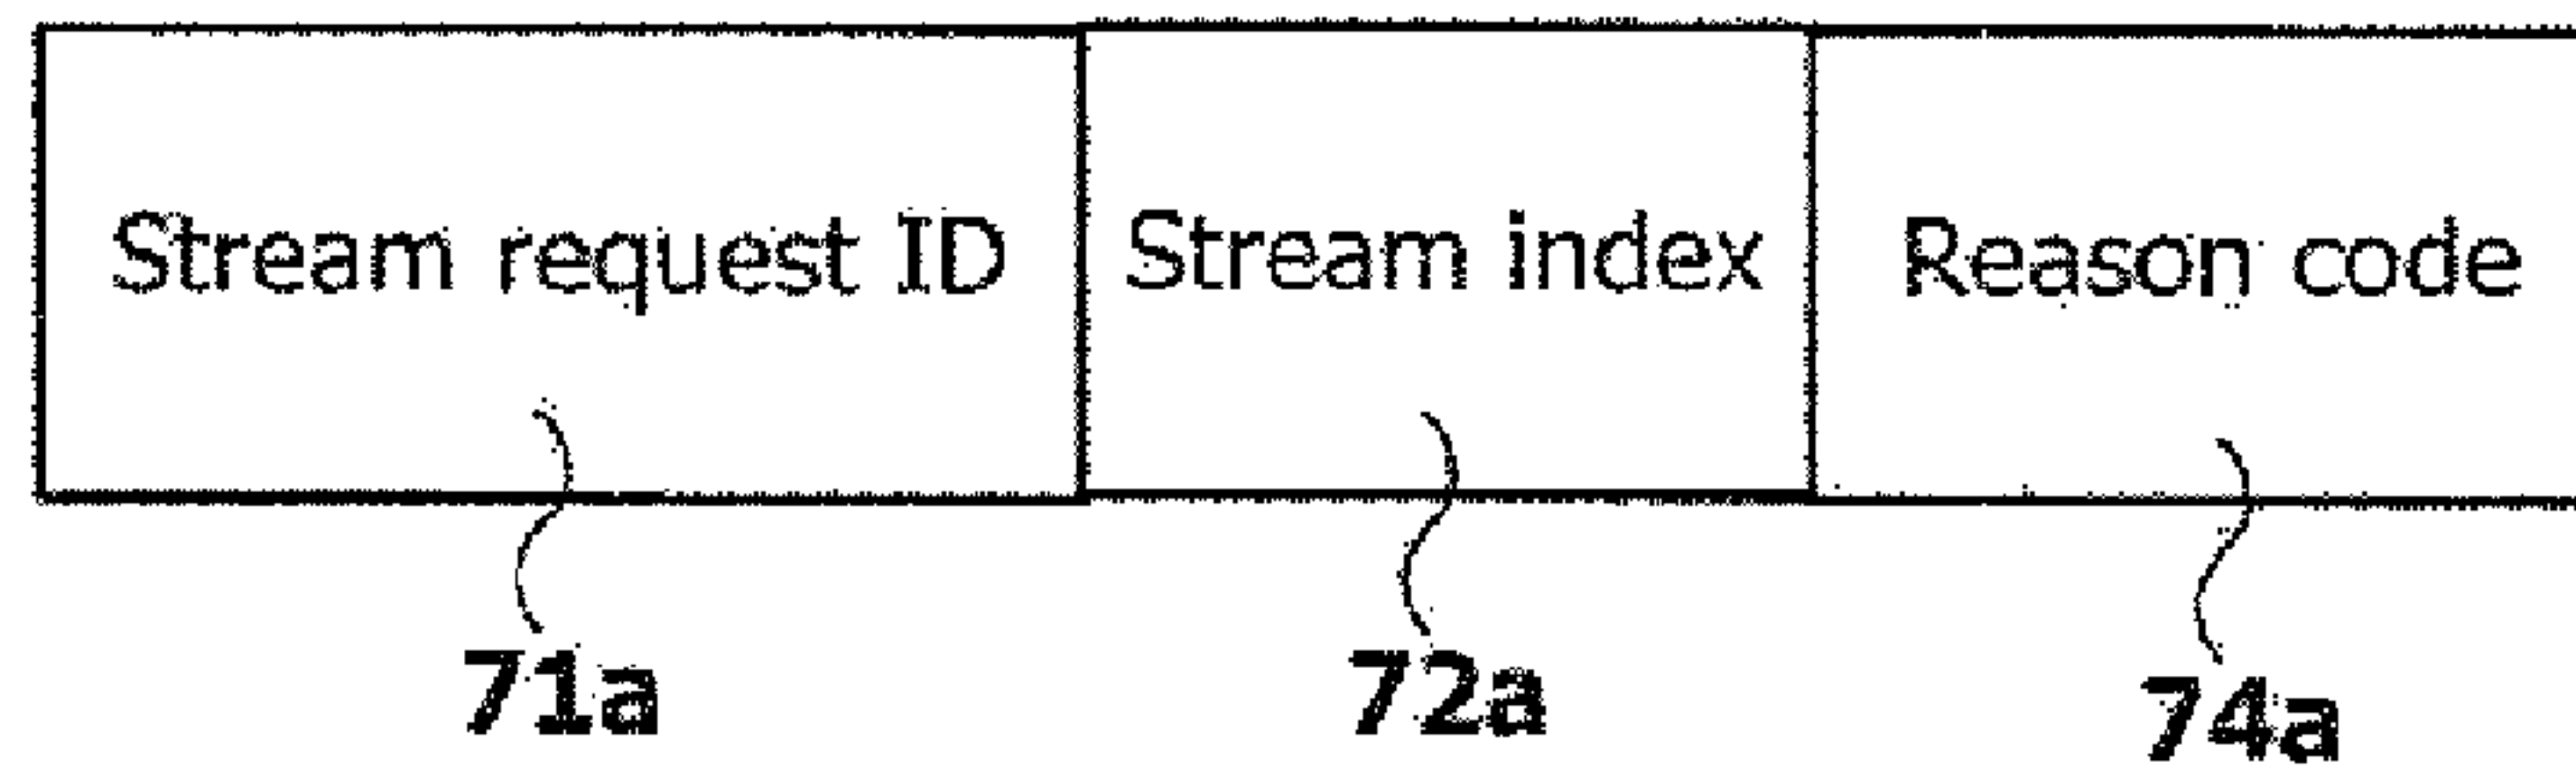 Stream request ID Stream index Reason code
71a 72a 74a